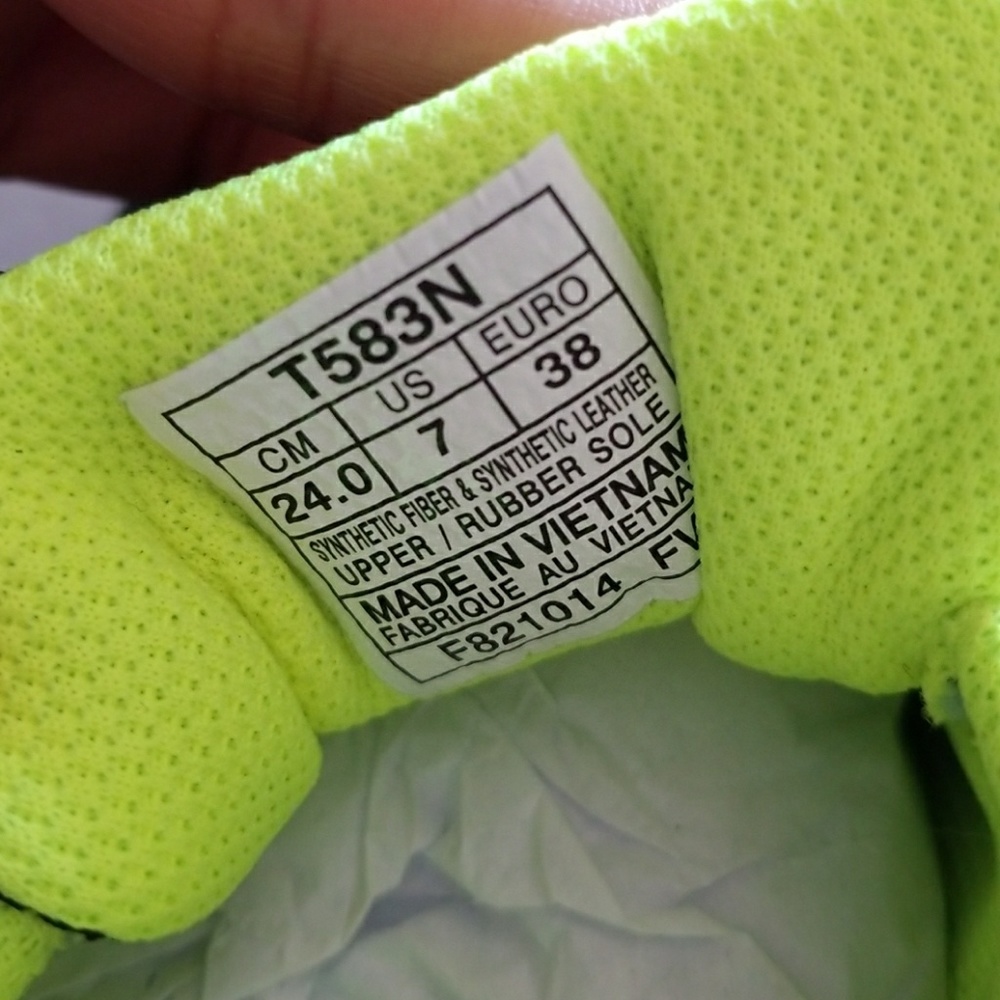 T583N
CM US EURO
24.0 7 38
SYNTHETIC FIBER & SYNTHETIC LEATHER
UPPER / RUBBER SOLE
MADE IN VIETNAM
FABRIQUE AU VIETNA
F821014 FV